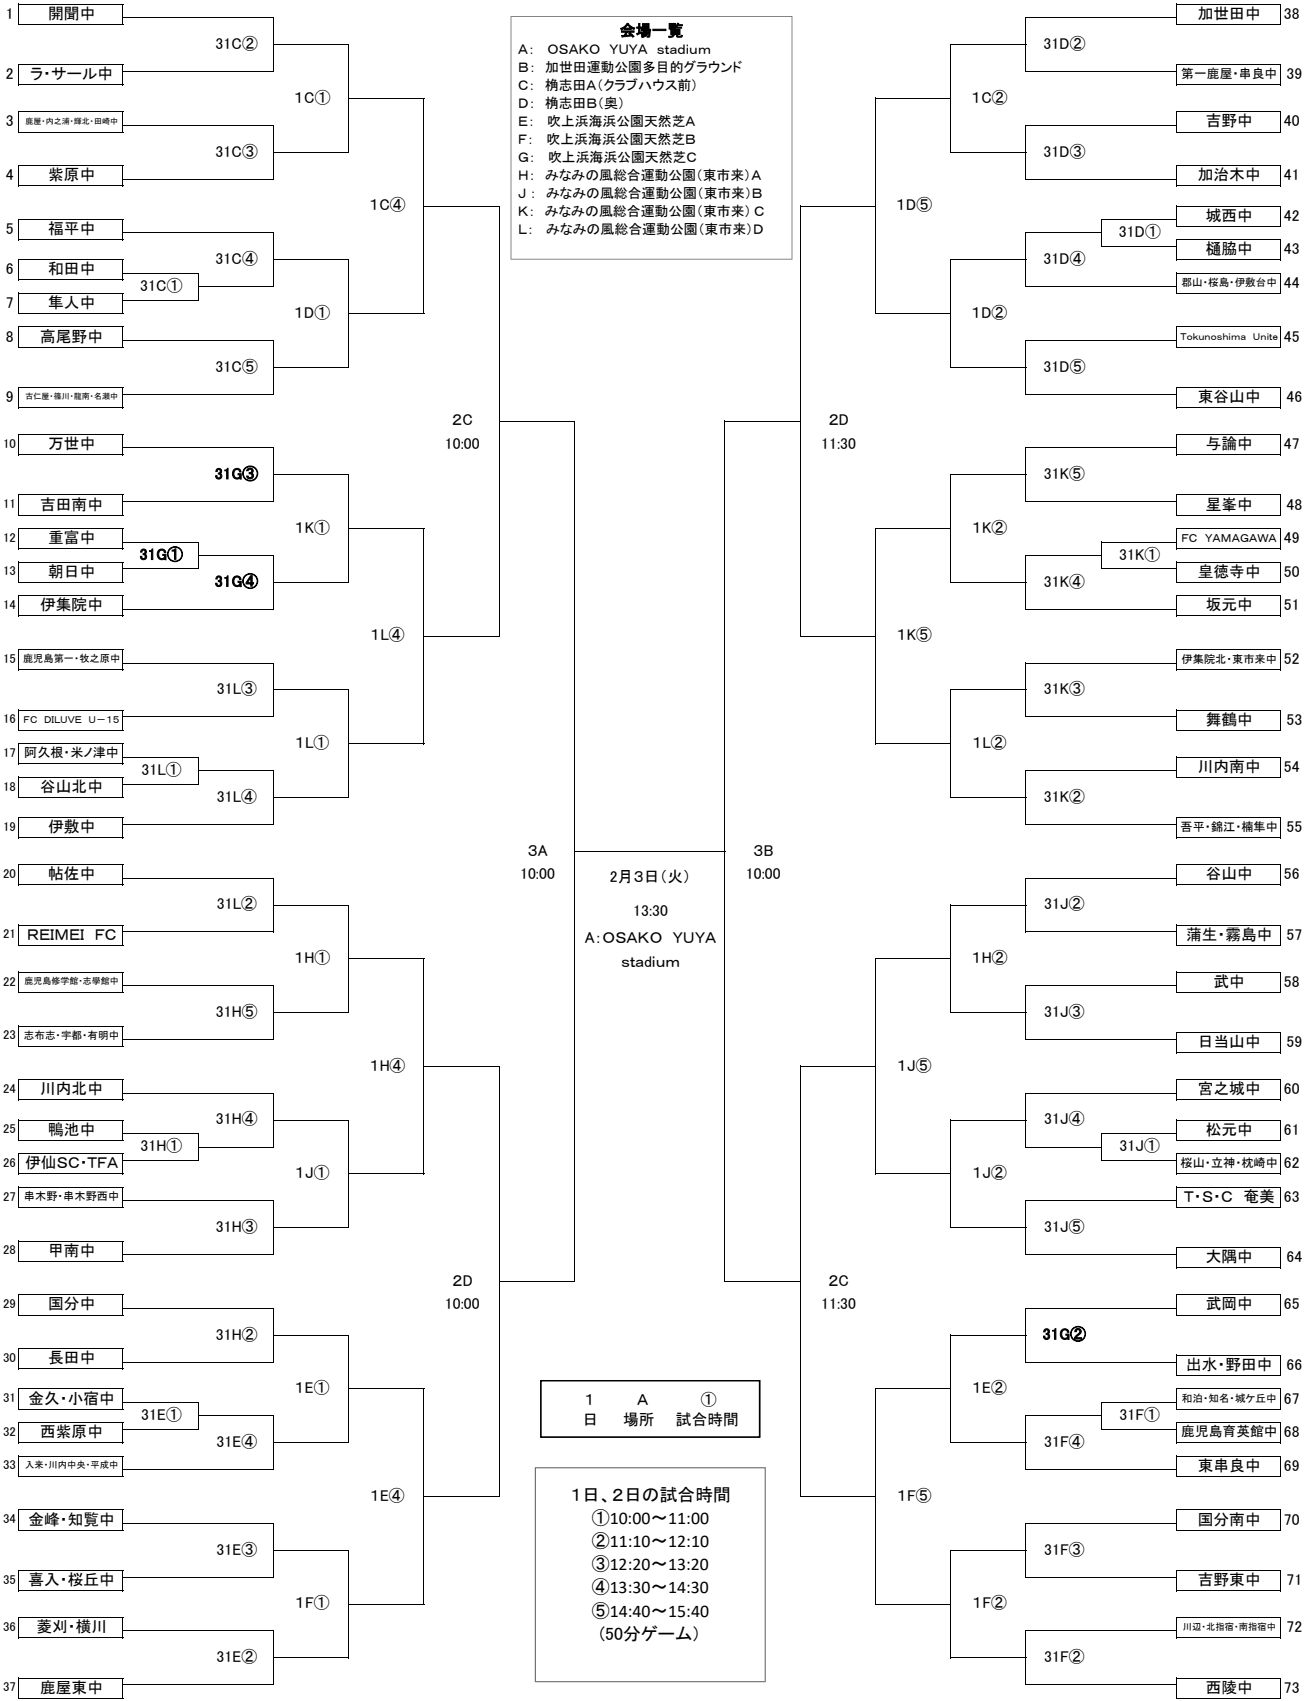 1 開聞中
2 ラ・サール中
3 鹿屋・内之浦・輝北・田崎中
4 紫原中
5 福平中
6 和田中
7 隼人中
8 高尾野中
9 古仁屋・篠川・龍南・名瀬中
10 万世中
11 吉田南中
12 重富中
13 朝日中
14 伊集院中
15 鹿児島第一・牧之原中
16 FC DILUVE U－15
17 阿久根・米ノ津中
18 谷山北中
19 伊敷中
20 帖佐中
21 REIMEI FC
22 鹿児島修学館・志學館中
23 志布志・宇都・有明中
24 川内北中
25 鴨池中
26 伊仙SC・TFA
27 串木野・串木野西中
28 甲南中
29 国分中
30 長田中
31 金久・小宿中
32 西紫原中
33 入来・川内中央・平成中
34 金峰・知覧中
35 喜入・桜丘中
36 菱刈・横川
37 鹿屋東中
31C②
31C③
31C④
31C①
31C⑤
31G③
31G①
31G④
31L③
31L①
31L④
31L②
31H⑤
31H④
31H①
31H③
31H②
31E①
31E④
31E③
31E②
1C①
1D①
1K①
1L①
1H①
1J①
1E①
1F①
1C④
1L④
1H④
1E④
2C
10:00
2D
10:00
3A
10:00
会場一覧
A： OSAKO YUYA stadium
B： 加世田運動公園多目的グラウンド
C： 桷志田A（クラブハウス前）
D： 桷志田B（奥）
E： 吹上浜海浜公園天然芝A
F： 吹上浜海浜公園天然芝B
G： 吹上浜海浜公園天然芝C
H： みなみの風総合運動公園（東市来）A
J： みなみの風総合運動公園（東市来）B
K： みなみの風総合運動公園（東市来）C
L： みなみの風総合運動公園（東市来）D
2月3日（火）
13:30
A：OSAKO YUYA
stadium
1 A ①
日 場所 試合時間
1日、2日の試合時間
①10:00～11:00
②11:10～12:10
③12:20～13:20
④13:30～14:30
⑤14:40～15:40
（50分ゲーム）
3B
10:00
2D
11:30
2C
11:30
1D⑤
1K⑤
1J⑤
1F⑤
1C②
1D②
1K②
1L②
1H②
1J②
1E②
1F②
31D②
31D③
31D①
31D④
31D⑤
31K⑤
31K①
31K④
31K③
31K②
31J②
31J③
31J④
31J①
31J⑤
31G②
31F①
31F④
31F③
31F②
加世田中 38
第一鹿屋・串良中 39
吉野中 40
加治木中 41
城西中 42
樋脇中 43
郡山・桜島・伊敷台中 44
Tokunoshima Unite 45
東谷山中 46
与論中 47
星峯中 48
FC YAMAGAWA 49
皇徳寺中 50
坂元中 51
伊集院北・東市来中 52
舞鶴中 53
川内南中 54
吾平・錦江・楠隼中 55
谷山中 56
蒲生・霧島中 57
武中 58
日当山中 59
宮之城中 60
松元中 61
桜山・立神・枕崎中 62
T・S・C 奄美 63
大隅中 64
武岡中 65
出水・野田中 66
和泊・知名・城ケ丘中 67
鹿児島育英館中 68
東串良中 69
国分南中 70
吉野東中 71
川辺・北指宿・南指宿中 72
西陵中 73